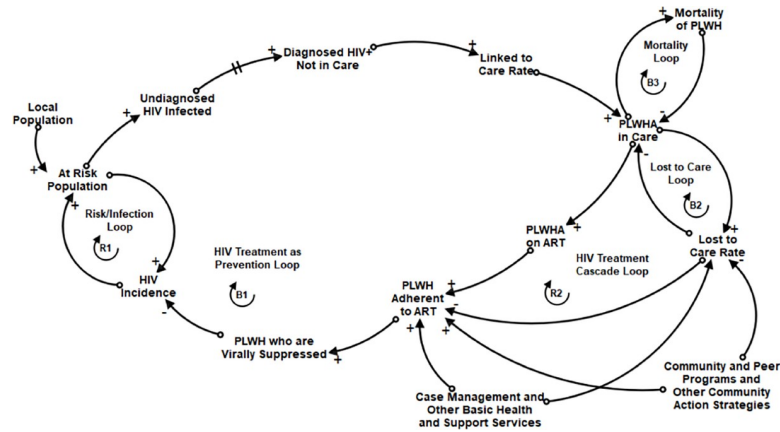 Mortality
of PLWH
Mortality
Loop
B3
Diagnosed HIV+
Not in Care
Linked to
Care Rate
Undiagnosed
HIV Infected
Local
Population
PLWHA
in Care
At Risk
Population
Lost to Care
Loop
B2
Risk/Infection
Loop
R1
PLWHA
on ART
Lost to
Care Rate
HIV Treatment as
Prevention Loop
B1
HIV Treatment
Cascade Loop
R2
HIV
Incidence
PLWH
Adherent
to ART
PLWH who are
Virally Suppressed
Community and Peer
Programs and
Other Community
Action Strategies
Case Management and
Other Basic Health
and Support Services